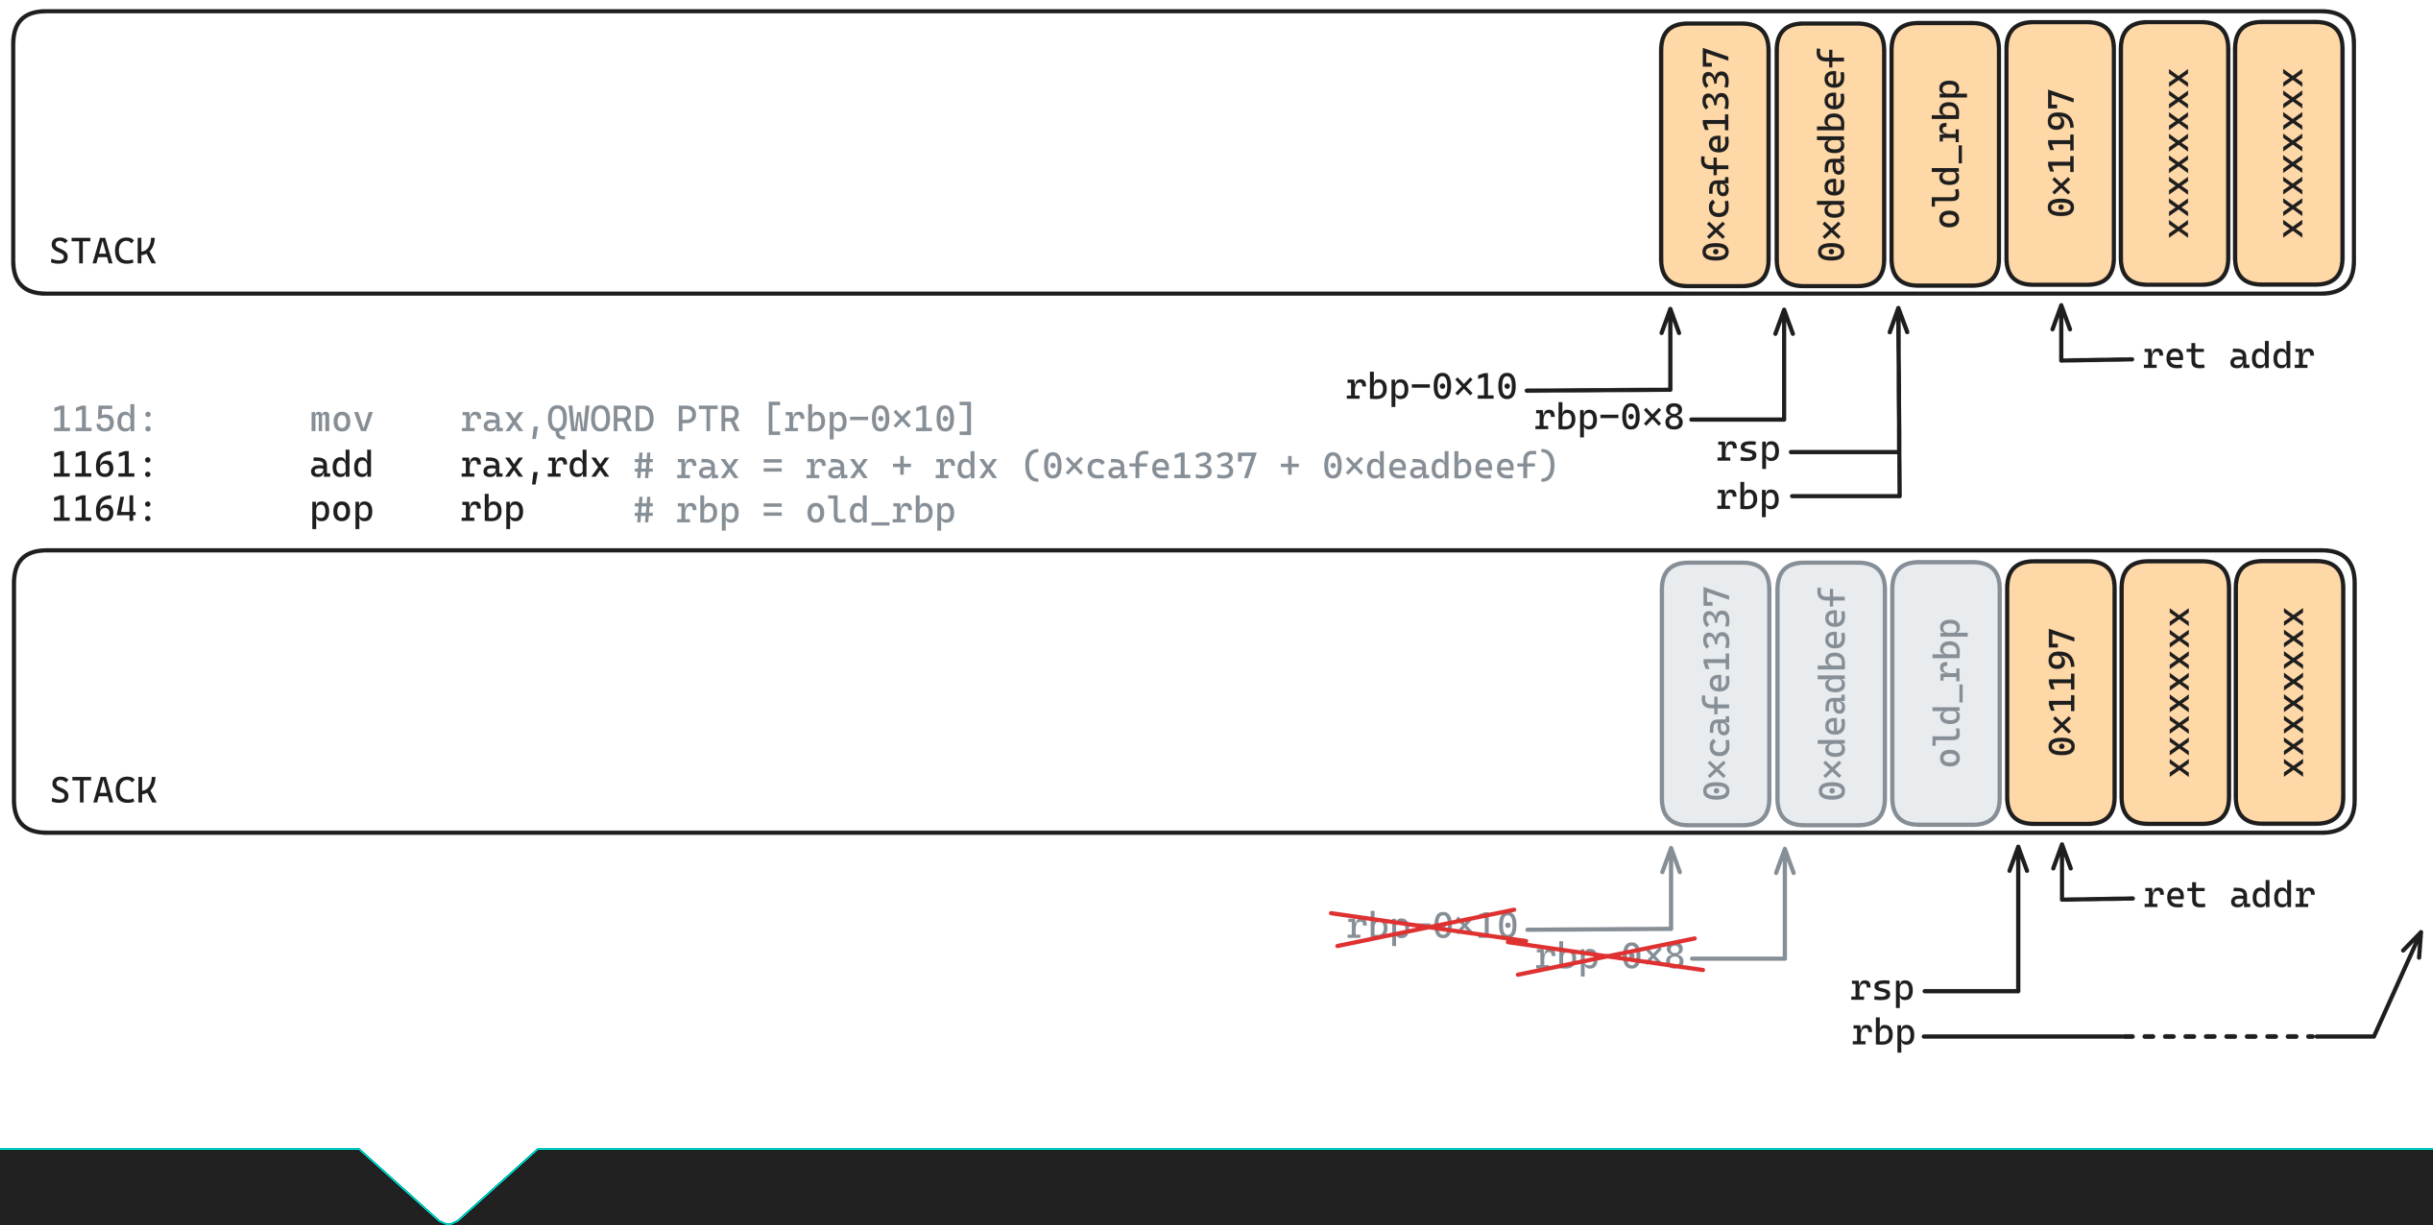 0×cafe1337
0×deadbeef
old_rbp
0×1197
xxxxxxxx
xxxxxxxx
STACK
ret addr
rbp-0×10
rbp-0×8
rsp
rbp
115d: mov rax,QWORD PTR [rbp-0×10]
1161: add rax,rdx # rax = rax + rdx (0×cafe1337 + 0×deadbeef)
1164: pop rbp # rbp = old_rbp
0×cafe1337
0×deadbeef
old_rbp
0×1197
xxxxxxxx
xxxxxxxx
STACK
ret addr
rbp-0×10
rbp-0×8
rsp
rbp